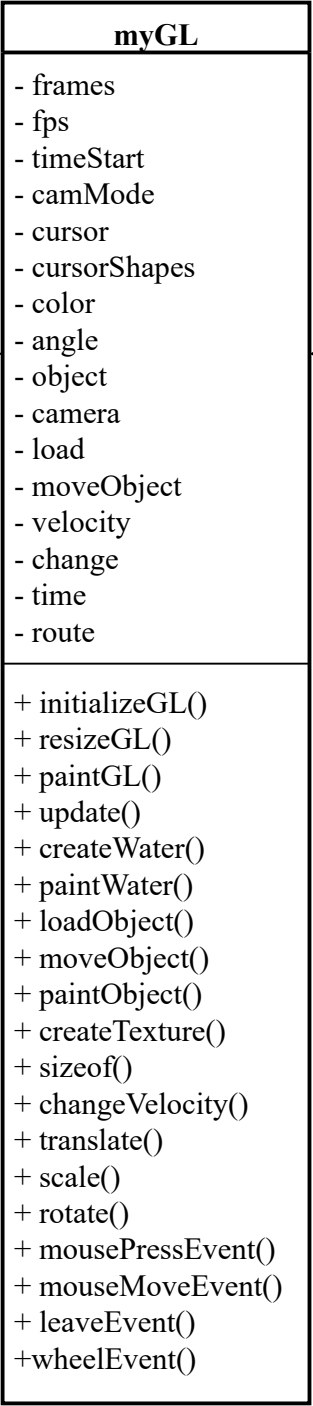 myGL
- frames
- fps
- timeStart
- camMode
- cursor
- cursorShapes
- color
- angle
- object
- camera
- load
- moveObject
- velocity
- change
- time
- route
+ initializeGL()
+ resizeGL()
+ paintGL()
+ update()
+ createWater()
+ paintWater()
+ loadObject()
+ moveObject()
+ paintObject()
+ createTexture()
+ sizeof()
+ changeVelocity()
+ translate()
+ scale()
+ rotate()
+ mousePressEvent()
+ mouseMoveEvent()
+ leaveEvent()
+wheelEvent()